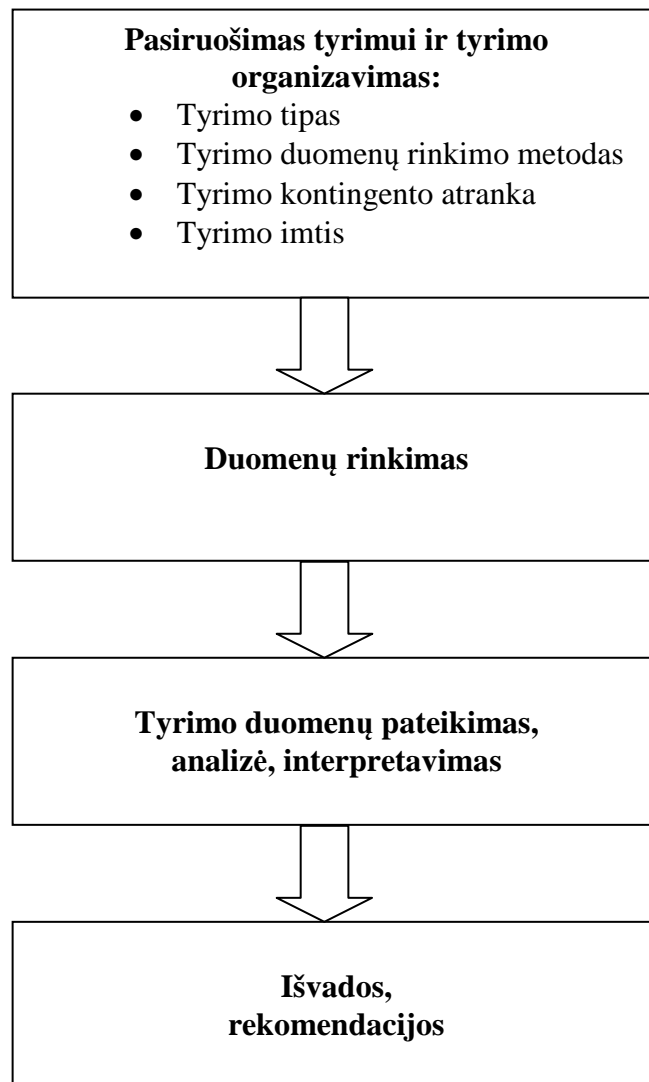 Pasiruošimas tyrimui ir tyrimo
organizavimas:
• Tyrimo tipas
• Tyrimo duomenų rinkimo metodas
• Tyrimo kontingento atranka
• Tyrimo imtis
Duomenų rinkimas
Tyrimo duomenų pateikimas,
analizė, interpretavimas
Išvados,
rekomendacijos